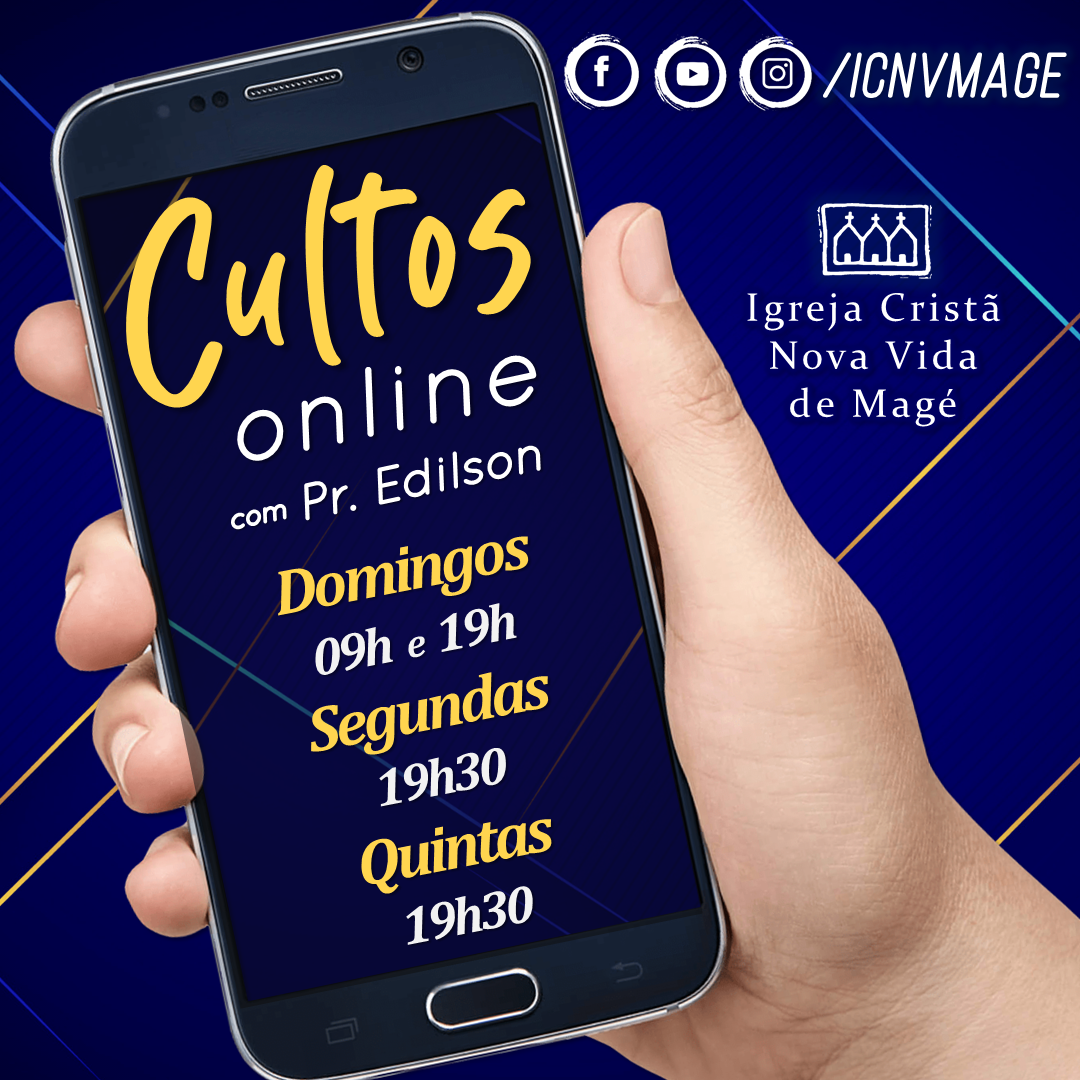 /ICNVMAGE
Igreja Cristã
Nova Vida
de Magé
Cultos
online
com Pr. Edilson
Domingos
09h e 19h
Segundas
19h30
Quintas
19h30